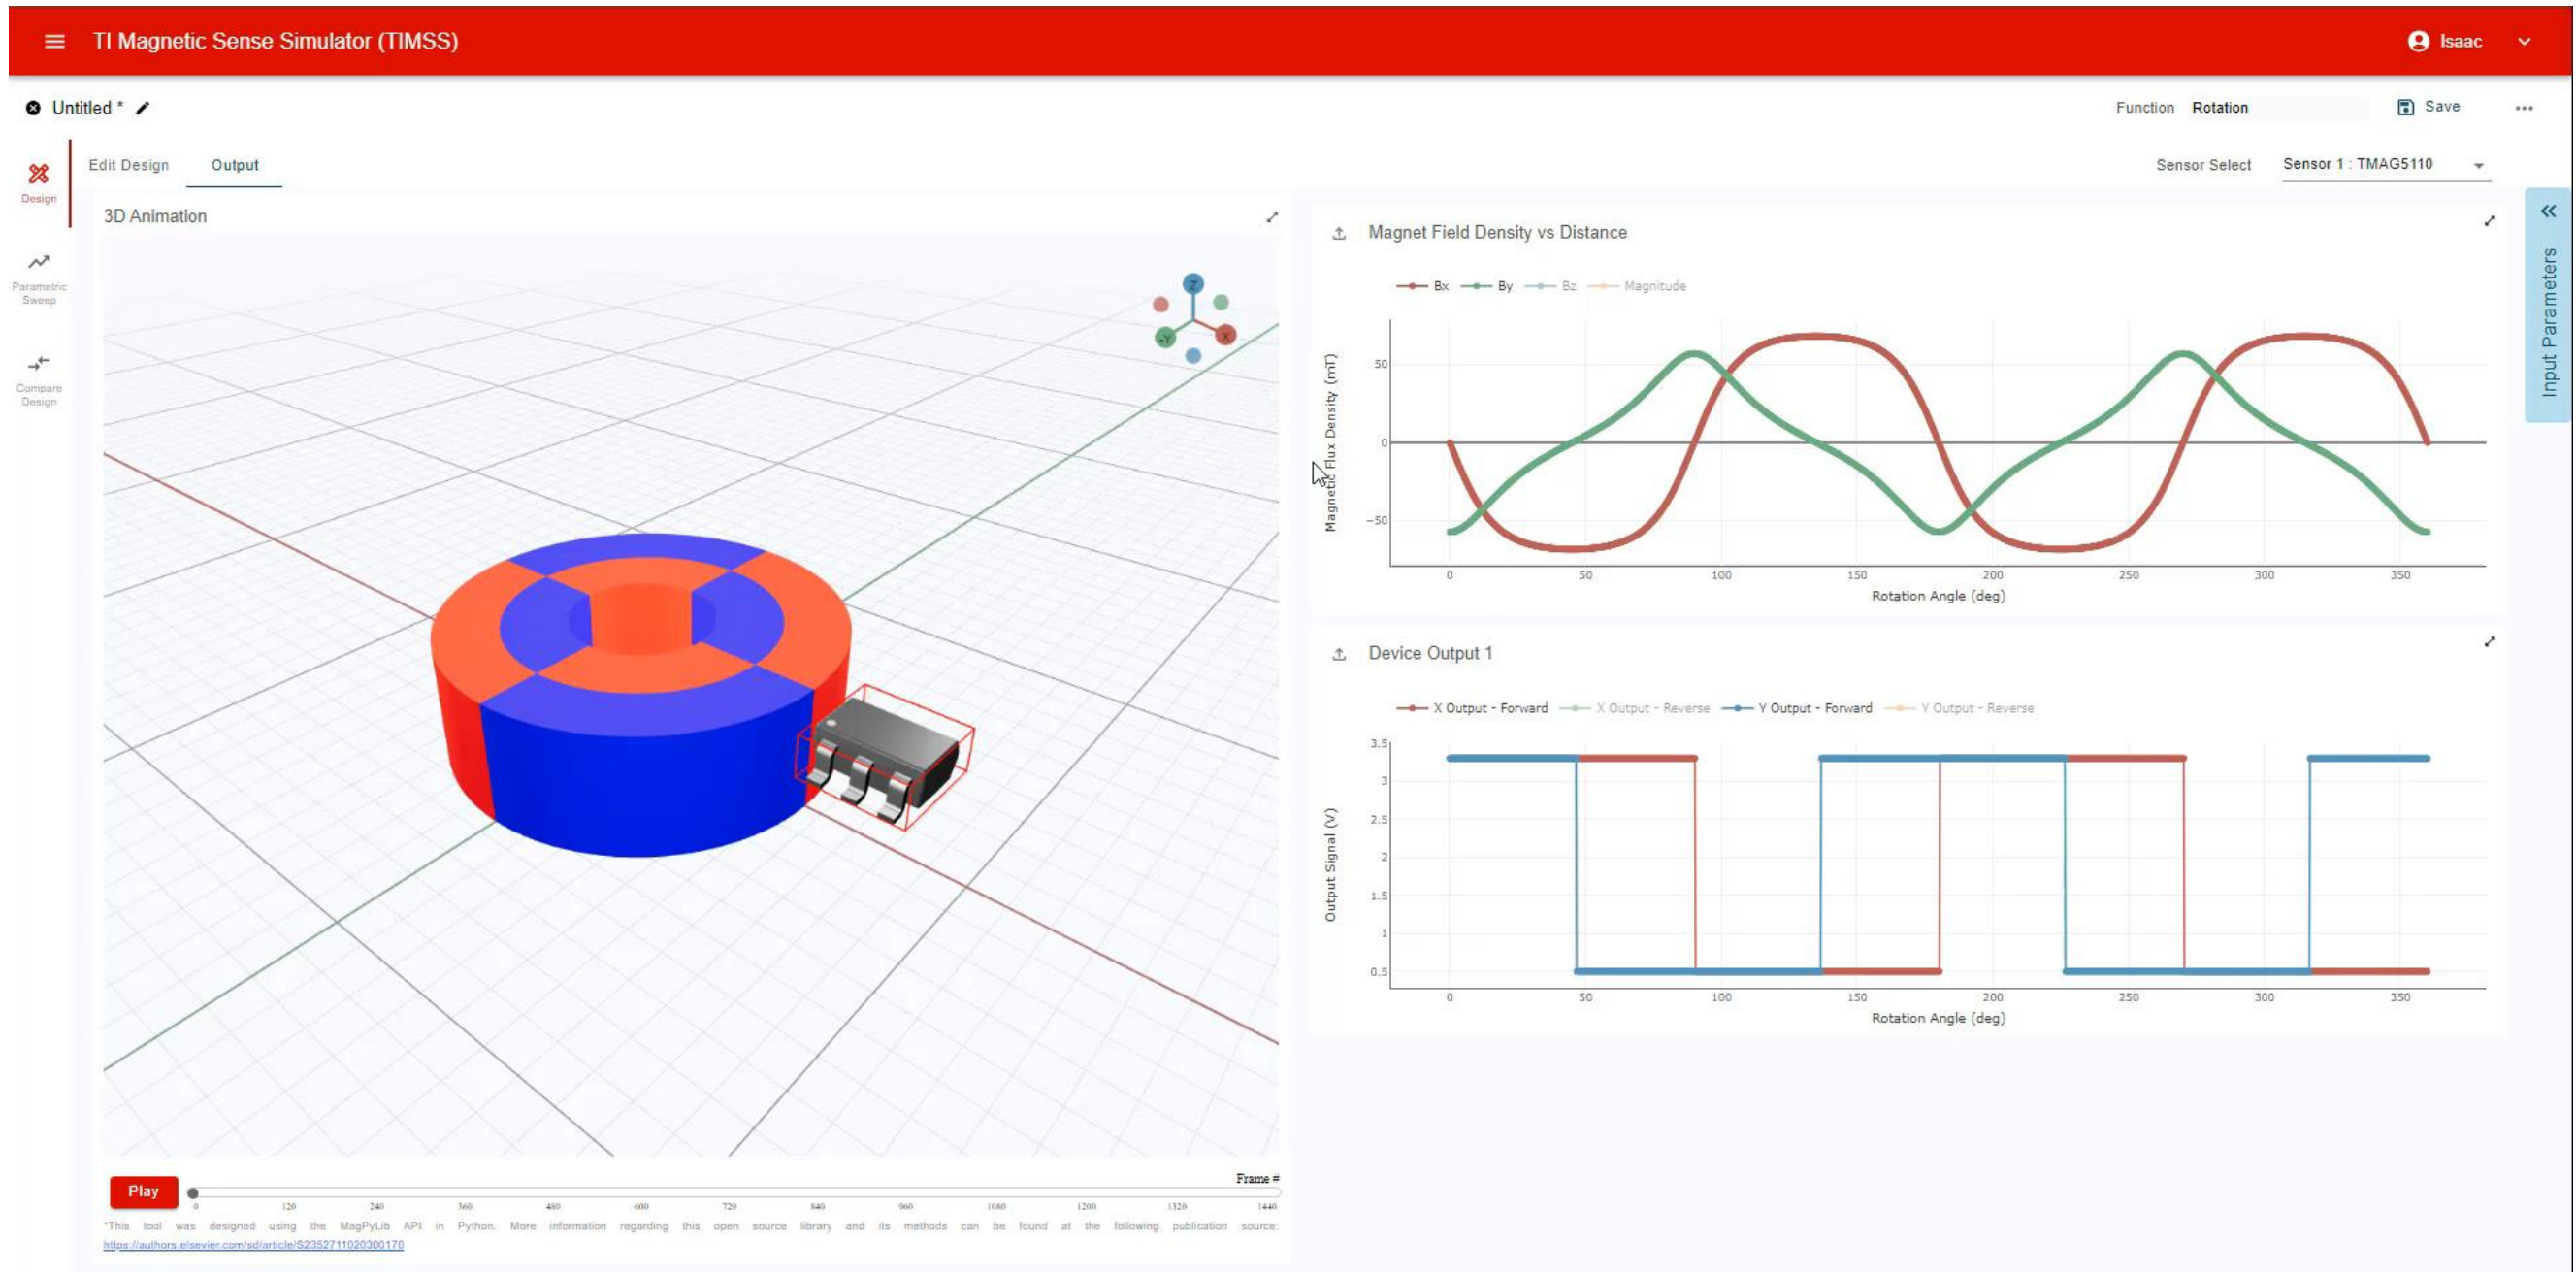 TI Magnetic Sense Simulator (TIMSS)
Isaac
Untitled *
Function Rotation
Save
Edit Design
Output
Sensor Select
Sensor 1 : TMAG5110
Design
Parametric
Sweep
Compare
Design
3D Animation
Z
X
-Y
Play
Frame #
0 120 240 360 480 600 720 840 960 1080 1200 1320 1440
*This tool was designed using the MagPyLib API in Python. More information regarding this open source library and its methods can be found at the following publication source:
https://authors.elsevier.com/sd/article/S2352711020300170
Magnet Field Density vs Distance
Bx By Bz Magnitude
Magnetic Flux Density (mT)
50
0
−50
0 50 100 150 200 250 300 350
Rotation Angle (deg)
Device Output 1
X Output - Forward X Output - Reverse Y Output - Forward Y Output - Reverse
Output Signal (V)
3.5
3
2.5
2
1.5
1
0.5
0 50 100 150 200 250 300 350
Rotation Angle (deg)
Input Parameters